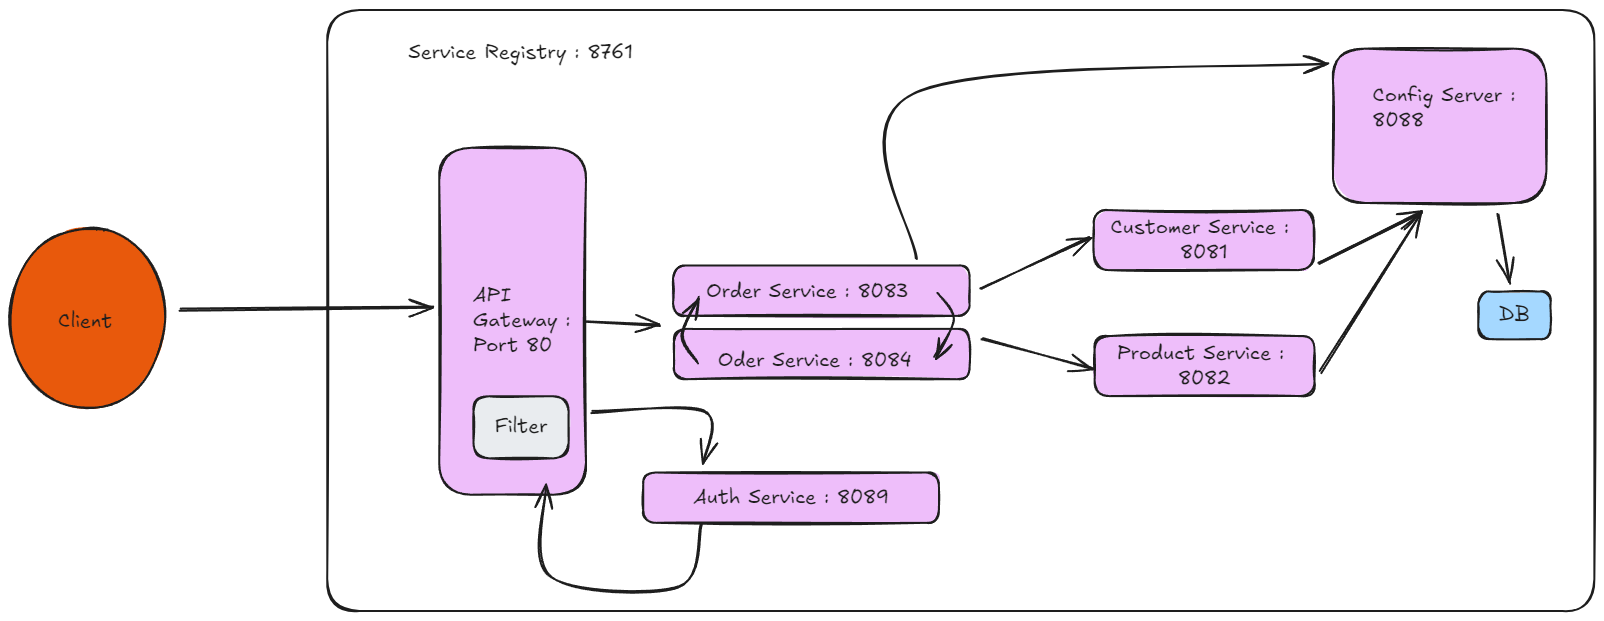 Service Registry : 8761
Config Server :
8088
Customer Service :
8081
Client
API
Gateway :
Port 80
Order Service : 8083
Oder Service : 8084
Product Service :
8082
DB
Filter
Auth Service : 8089